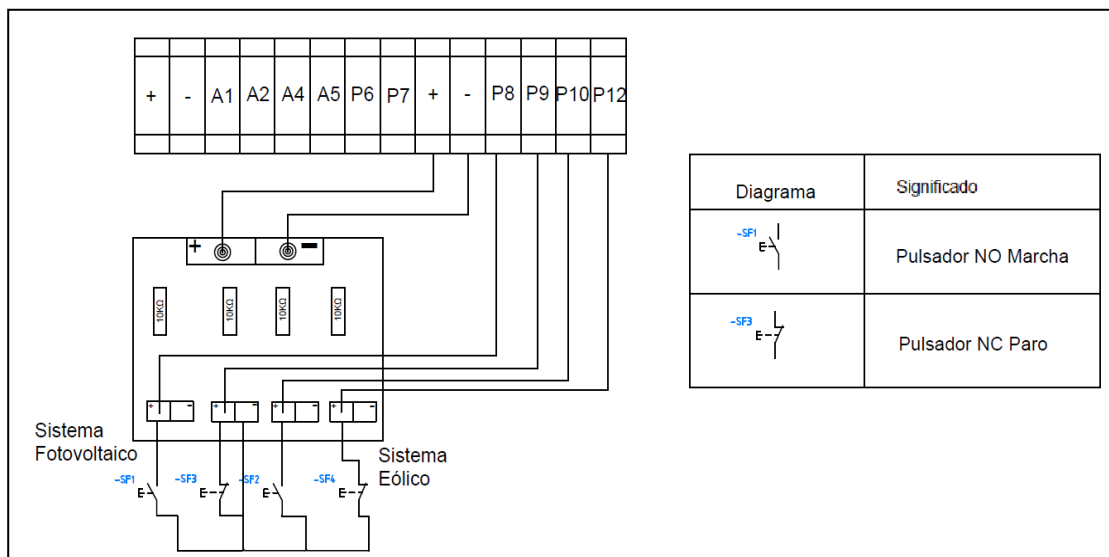 + - A1 A2 A4 A5 P6 P7 + - P8 P9 P10 P12
+ -
10KΩ 10KΩ 10KΩ 10KΩ
+ - + - + - + -
Sistema
Fotovoltaico
Sistema
Eólico
-SF1 -SF3 -SF2 -SF4
Diagrama Significado
-SF1 Pulsador NO Marcha
-SF3 Pulsador NC Paro